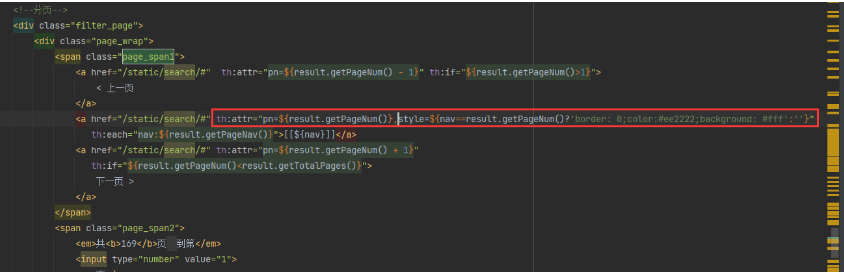 <!--分页-->
<div class="filter_page">
<div class="page_wrap">
<span class="page_span1">
<a href="/static/search/#" th:attr="pn=${result.getPageNum() - 1}" th:if="${result.getPageNum()>1}">
< 上一页
</a>
<a href="/static/search/#" th:attr="pn=${result.getPageNum()},style=${nav==result.getPageNum()?'border: 0;color:#ee2222;background: #fff':''}"
th:each="nav:${result.getPageNav()}">[[${nav}]]</a>
<a href="/static/search/#" th:attr="pn=${result.getPageNum() + 1}"
th:if="${result.getPageNum()<result.getTotalPages()}">
下一页 >
</a>
</span>
<span class="page_span2">
<em>共<b>169</b>页 到第</em>
<input type="number" value="1">